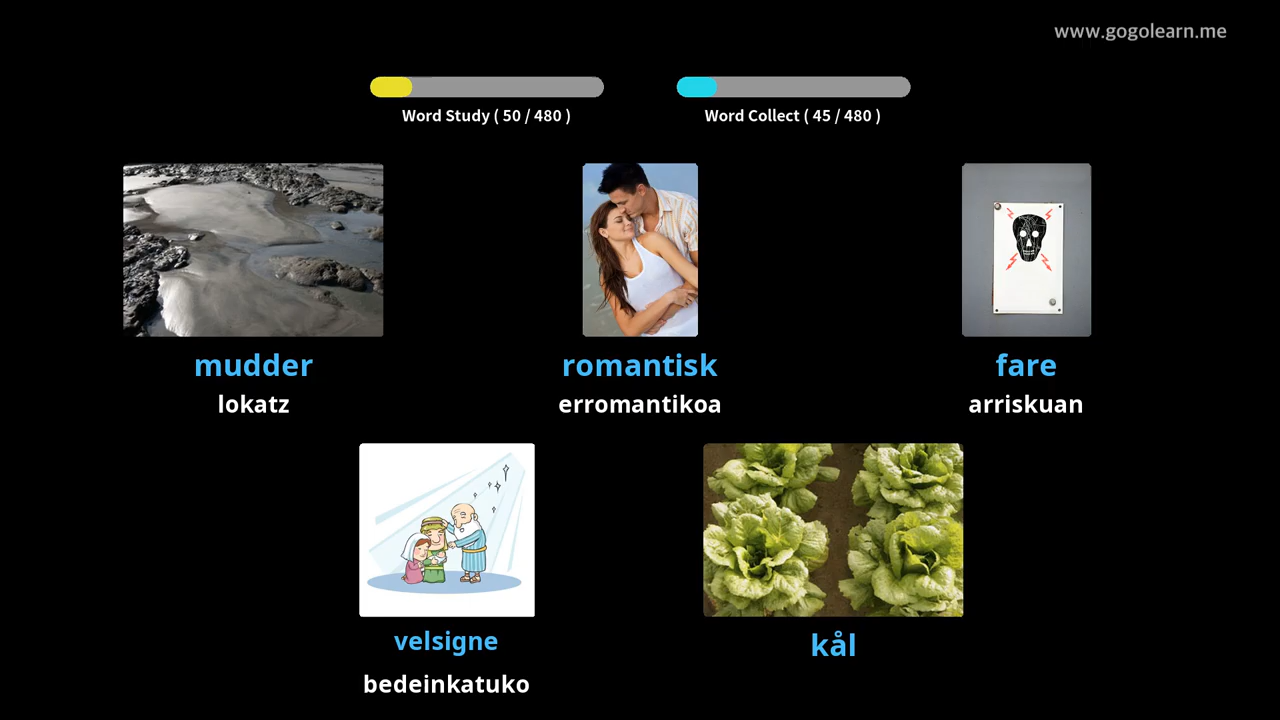 www.gogolearn.me
Word Study ( 50 / 480 )
Word Collect ( 45 / 480 )
mudder
romantisk
fare
lokatz
erromantikoa
arriskuan
velsigne
kål
bedeinkatuko